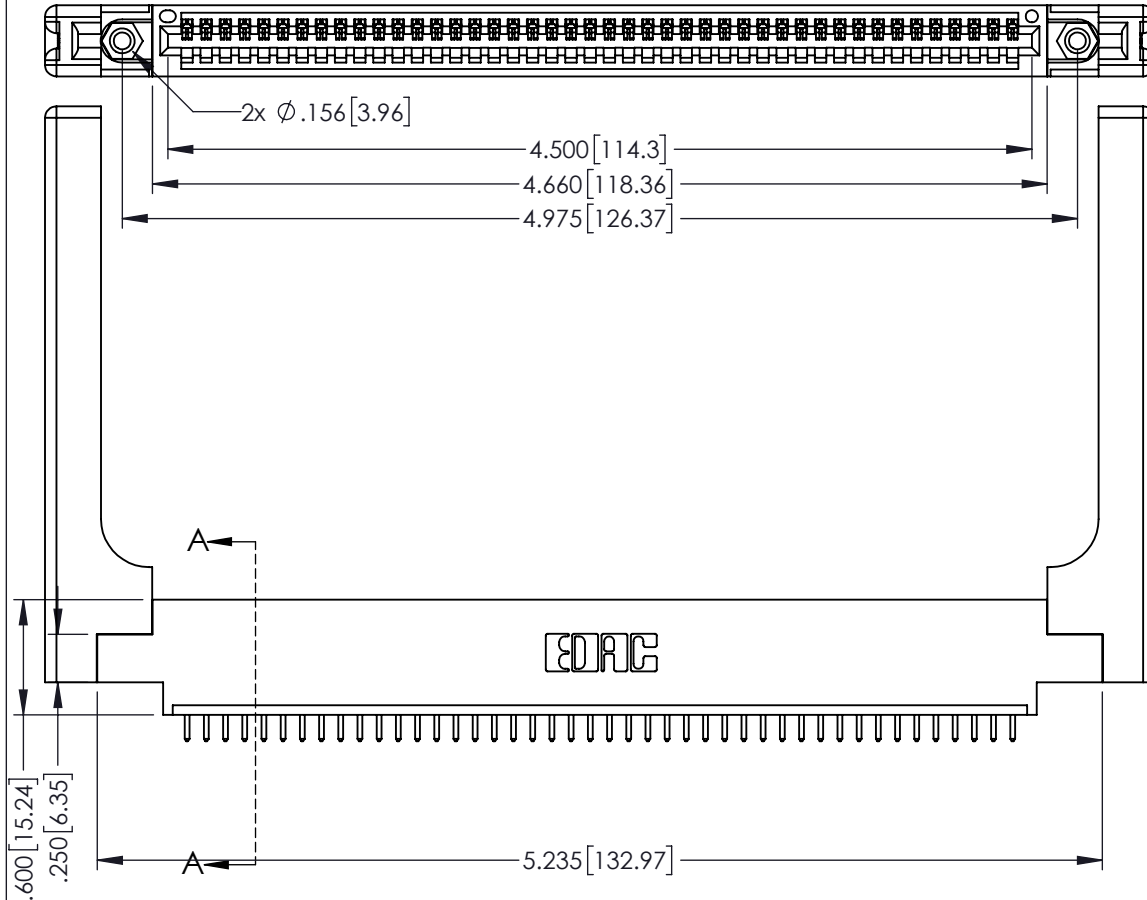 2x Ø.156[3.96]
4.500[114.3]
4.660[118.36]
4.975[126.37]
A
EDAC
.600[15.24]
.250[6.35]
A
5.235[132.97]